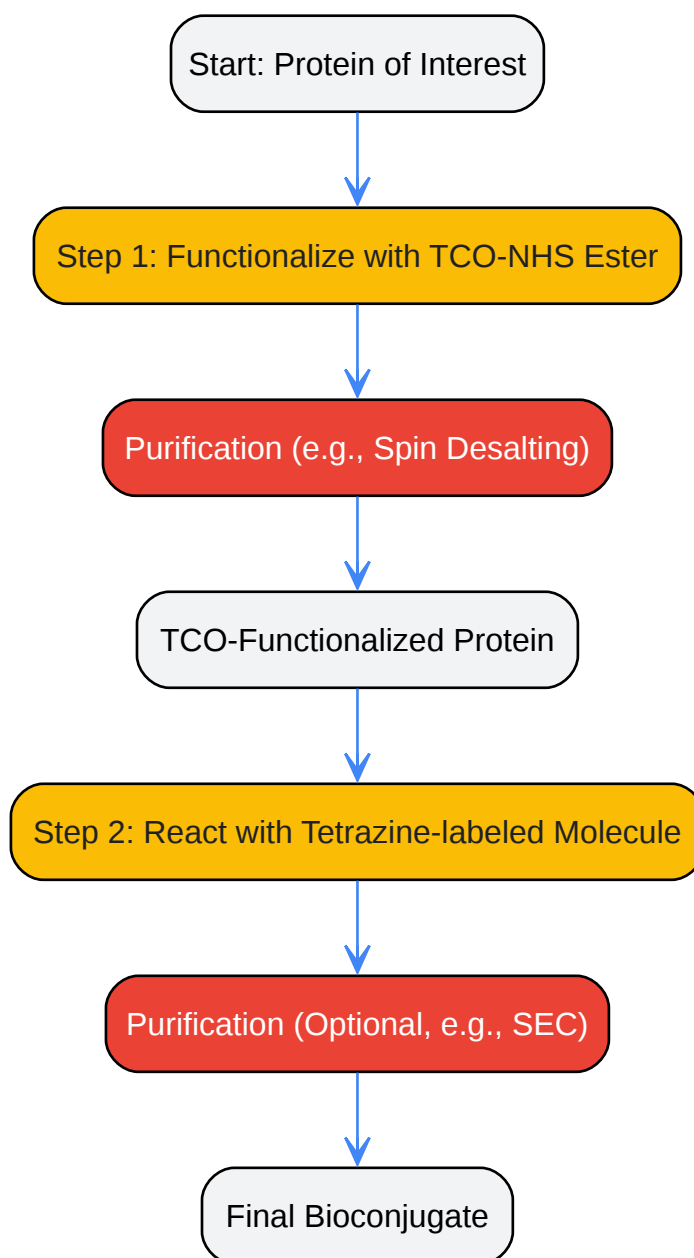 Start: Protein of Interest
Step 1: Functionalize with TCO-NHS Ester
Purification (e.g., Spin Desalting)
TCO-Functionalized Protein
Step 2: React with Tetrazine-labeled Molecule
Purification (Optional, e.g., SEC)
Final Bioconjugate